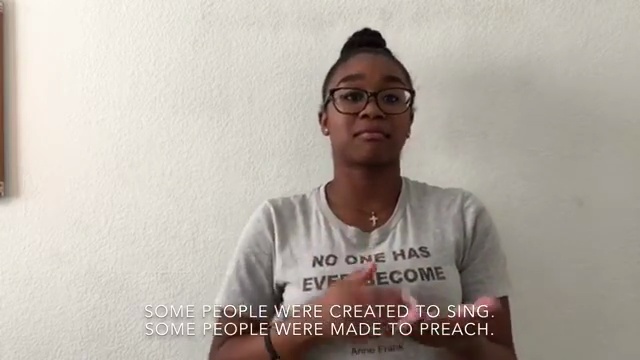 NO ONE HAS
EVER BECOME
SOME PEOPLE WERE CREATED TO SING.
SOME PEOPLE WERE MADE TO PREACH.
Anne Frank